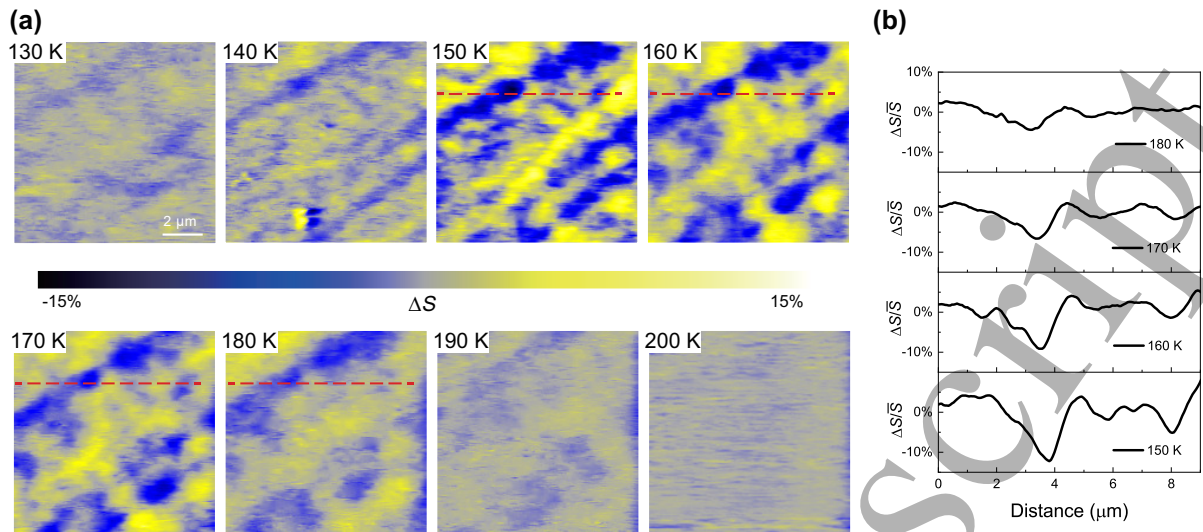 (a)
130 K
140 K
150 K
160 K
2 μm
-15%
ΔS
15%
170 K
180 K
190 K
200 K
(b)
10%
0%
-10%
ΔS/S̅
180 K
0%
-10%
ΔS/S̅
170 K
0%
-10%
ΔS/S̅
160 K
0%
-10%
ΔS/S̅
150 K
0 2 4 6 8
Distance (μm)
script